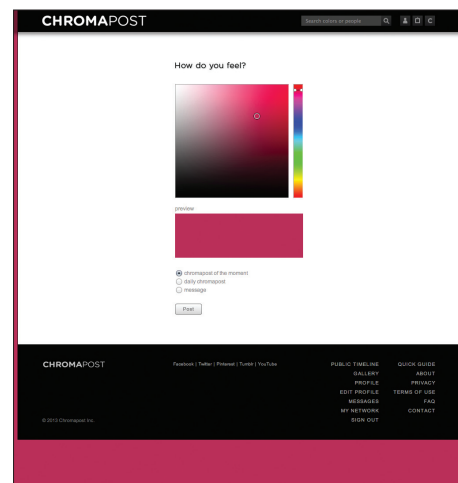 CHROMAPOST
Search colors or people
C
How do you feel?
preview
chromapost of the moment
daily chromapost
message
Post
CHROMAPOST
Facebook | Twitter | Pinterest | Tumblr | YouTube
PUBLIC TIMELINE
GALLERY
PROFILE
EDIT PROFILE
MESSAGES
MY NETWORK
SIGN OUT
QUICK GUIDE
ABOUT
PRIVACY
TERMS OF USE
FAQ
CONTACT
© 2013 Chromapost Inc.